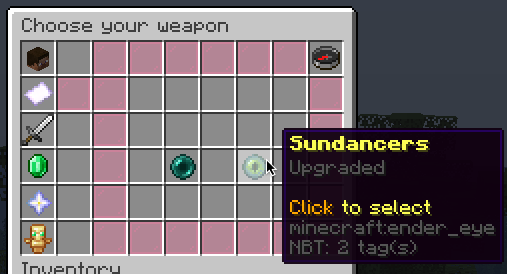 Choose your weapon
Sundancers
Upgraded
Click to select
minecraft:ender_eye
NBT: 2 tag(s)
Inventory